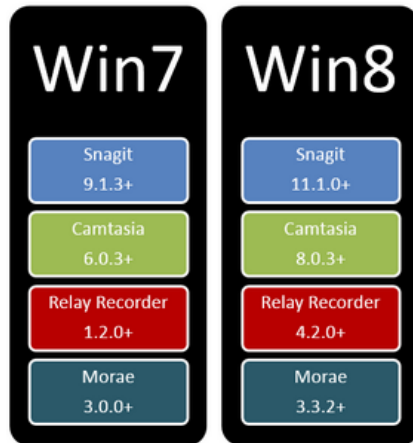 Win7
Snagit
9.1.3+
Camtasia
6.0.3+
Relay Recorder
1.2.0+
Morae
3.0.0+
Win8
Snagit
11.1.0+
Camtasia
8.0.3+
Relay Recorder
4.2.0+
Morae
3.3.2+